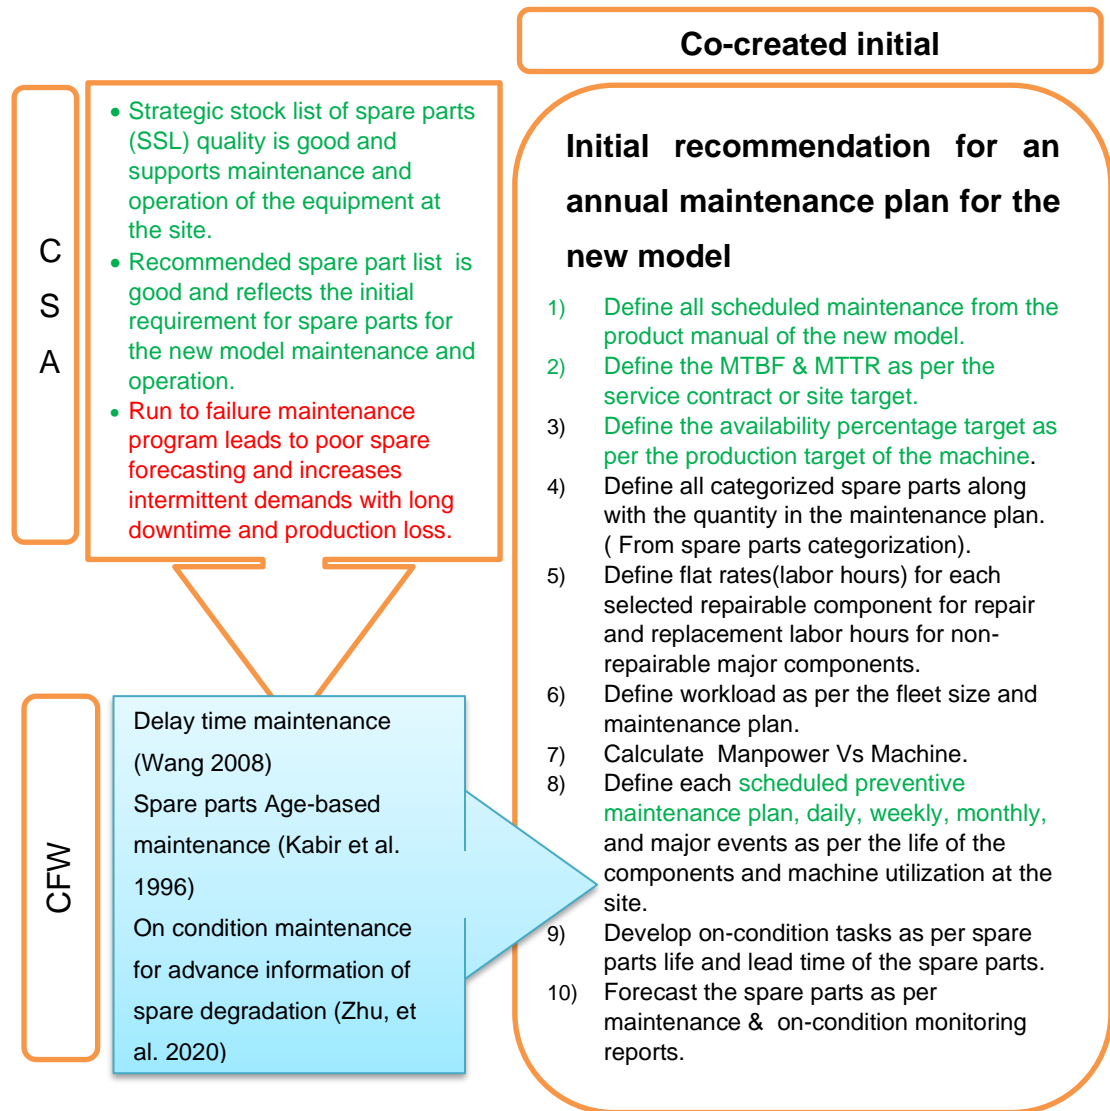 Co-created initial
C
S
A
• Strategic stock list of spare parts
(SSL) quality is good and
supports maintenance and
operation of the equipment at
the site.
• Recommended spare part list is
good and reflects the initial
requirement for spare parts for
the new model maintenance and
operation.
• Run to failure maintenance
program leads to poor spare
forecasting and increases
intermittent demands with long
downtime and production loss.
CFW
Delay time maintenance
(Wang 2008)
Spare parts Age-based
maintenance (Kabir et al.
1996)
On condition maintenance
for advance information of
spare degradation (Zhu, et
al. 2020)
Initial recommendation for an
annual maintenance plan for the
new model
1) Define all scheduled maintenance from the
product manual of the new model.
2) Define the MTBF & MTTR as per the
service contract or site target.
3) Define the availability percentage target as
per the production target of the machine.
4) Define all categorized spare parts along
with the quantity in the maintenance plan.
( From spare parts categorization).
5) Define flat rates(labor hours) for each
selected repairable component for repair
and replacement labor hours for non-
repairable major components.
6) Define workload as per the fleet size and
maintenance plan.
7) Calculate Manpower Vs Machine.
8) Define each scheduled preventive
maintenance plan, daily, weekly, monthly,
and major events as per the life of the
components and machine utilization at the
site.
9) Develop on-condition tasks as per spare
parts life and lead time of the spare parts.
10) Forecast the spare parts as per
maintenance & on-condition monitoring
reports.